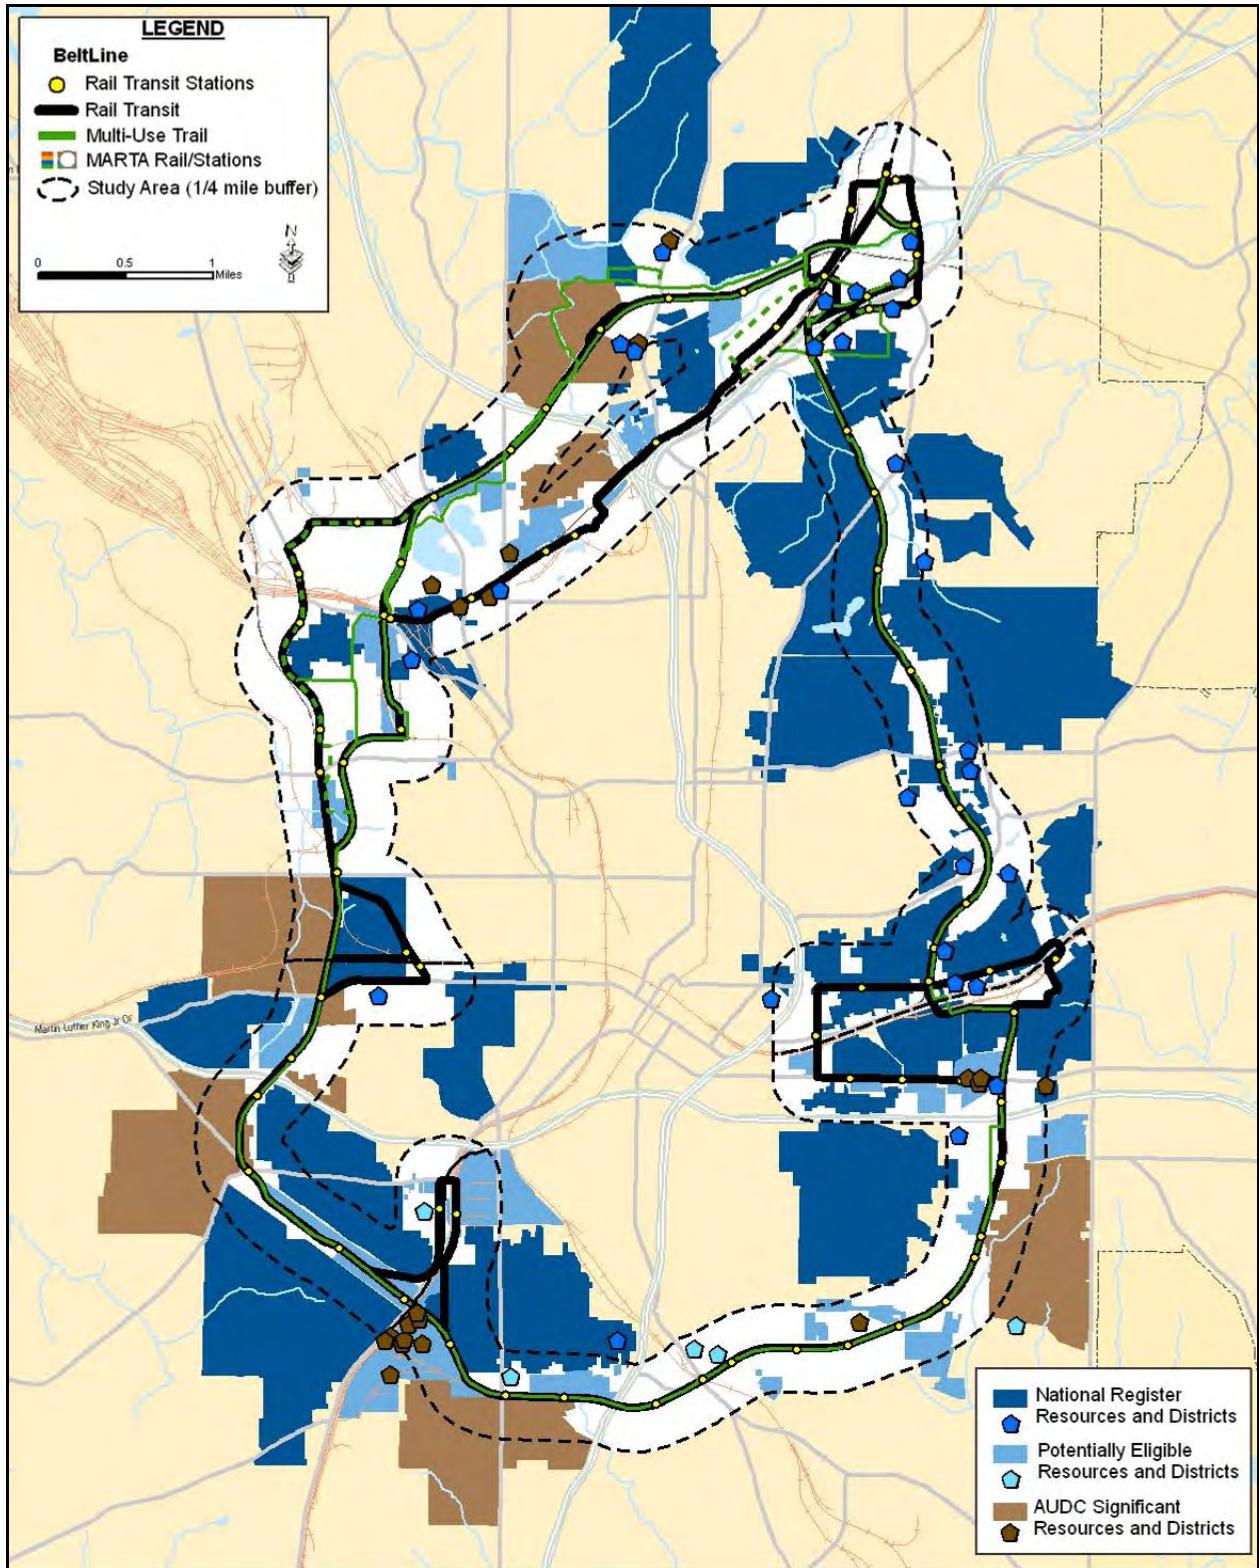 LEGEND
BeltLine
Rail Transit Stations
Rail Transit
Multi-Use Trail
MARTA Rail/Stations
Study Area (1/4 mile buffer)
N
0 0.5 1
Miles
Martin Luther King Jr Dr
National Register
Resources and Districts
Potentially Eligible
Resources and Districts
AUDC Significant
Resources and Districts